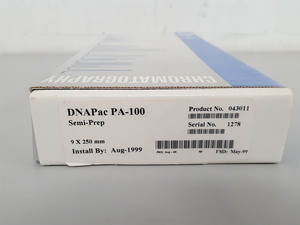 CHROMATOGRAPHY
DNAPac PA-100
Semi-Prep
Product No. 043011
Serial No. 1278
9 X 250 mm
Install By: Aug-1999
FSD: May-99